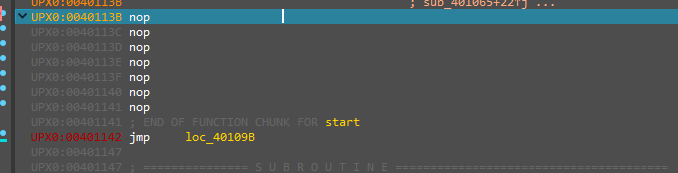 UPX0:0040113B ; sub_401065+22↑j ...
UPX0:0040113B nop
UPX0:0040113C nop
UPX0:0040113D nop
UPX0:0040113E nop
UPX0:0040113F nop
UPX0:00401140 nop
UPX0:00401141 nop
UPX0:00401141 ; END OF FUNCTION CHUNK FOR start
UPX0:00401142 jmp     loc_40109B
UPX0:00401147
UPX0:00401147 ; =============== S U B R O U T I N E =======================================